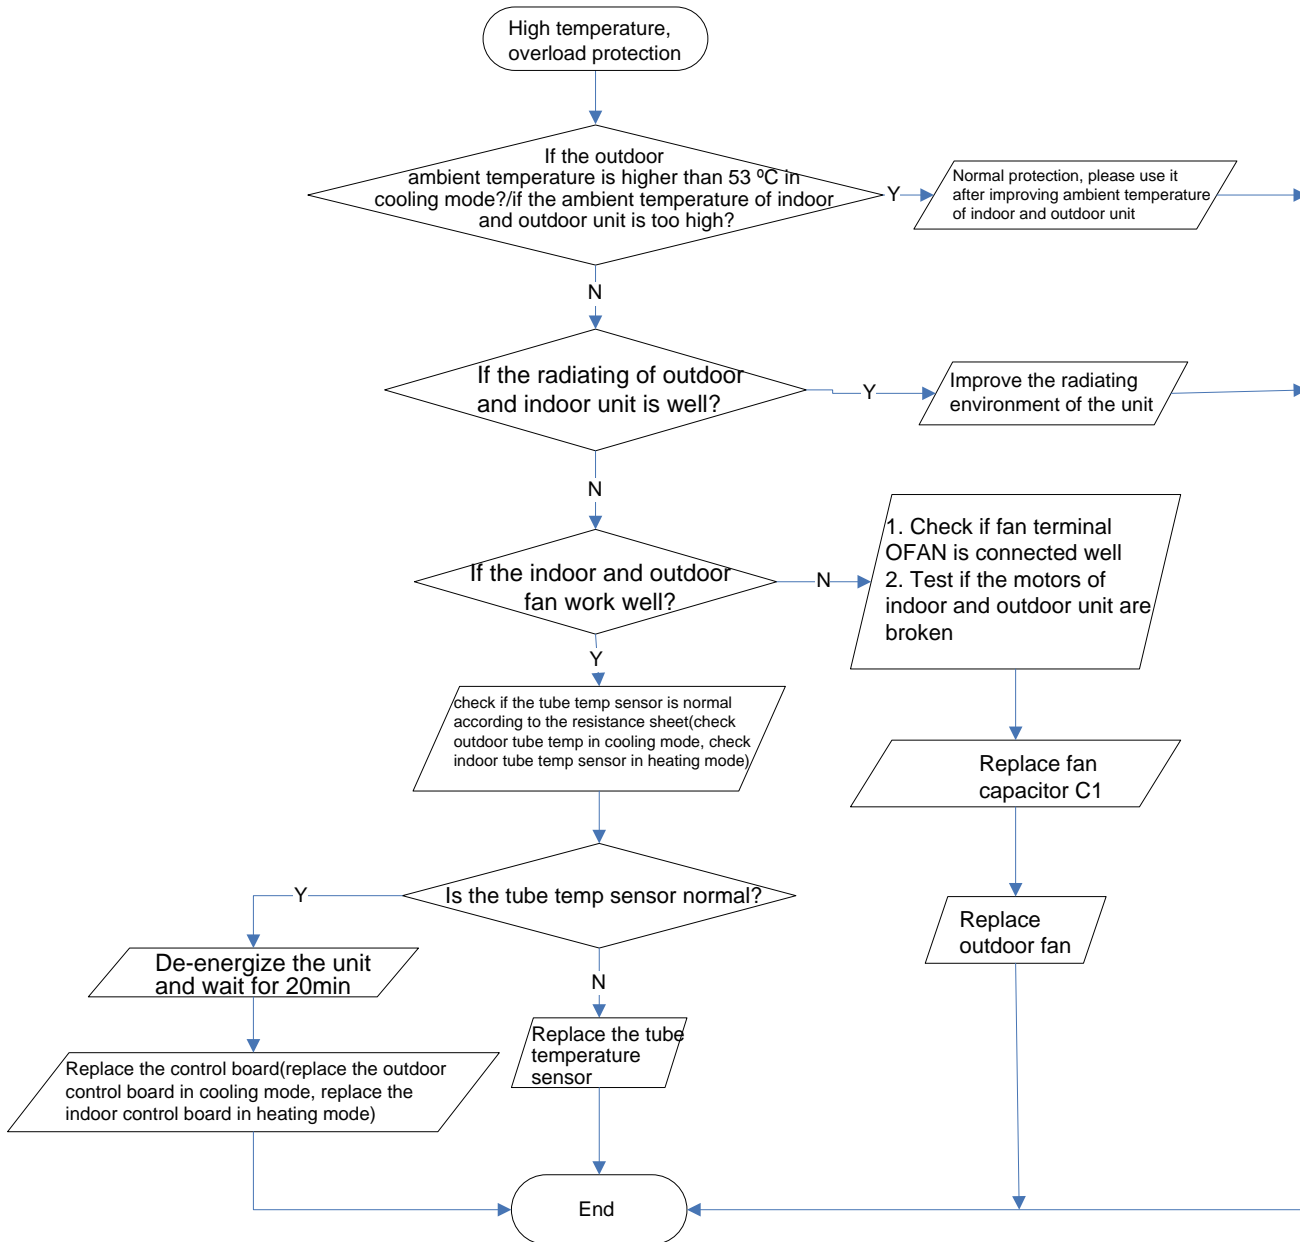 High temperature,
overload protection
If the outdoor
ambient temperature is higher than 53 ºC in
cooling mode?/if the ambient temperature of indoor
and outdoor unit is too high?
Y
Normal protection, please use it
after improving ambient temperature
of indoor and outdoor unit
N
If the radiating of outdoor
and indoor unit is well?
Y
Improve the radiating
environment of the unit
N
If the indoor and outdoor
fan work well?
N
1. Check if fan terminal
OFAN is connected well
2. Test if the motors of
indoor and outdoor unit are
broken
Y
check if the tube temp sensor is normal
according to the resistance sheet(check
outdoor tube temp in cooling mode, check
indoor tube temp sensor in heating mode)
Replace fan
capacitor C1
Is the tube temp sensor normal?
Y
Replace
outdoor fan
De-energize the unit
and wait for 20min
N
Replace the tube
temperature
sensor
Replace the control board(replace the outdoor
control board in cooling mode, replace the
indoor control board in heating mode)
End